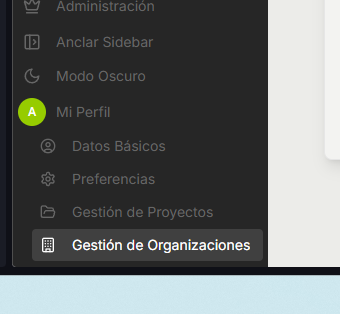 Administración
Anclar Sidebar
Modo Oscuro
A Mi Perfil
Datos Básicos
Preferencias
Gestión de Proyectos
Gestión de Organizaciones